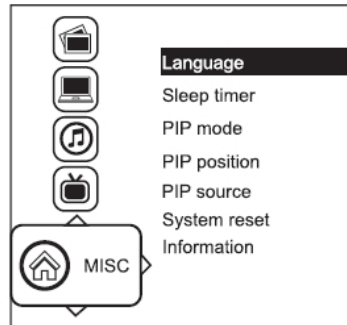 Language
Sleep timer
PIP mode
PIP position
PIP source
System reset
Information
MISC